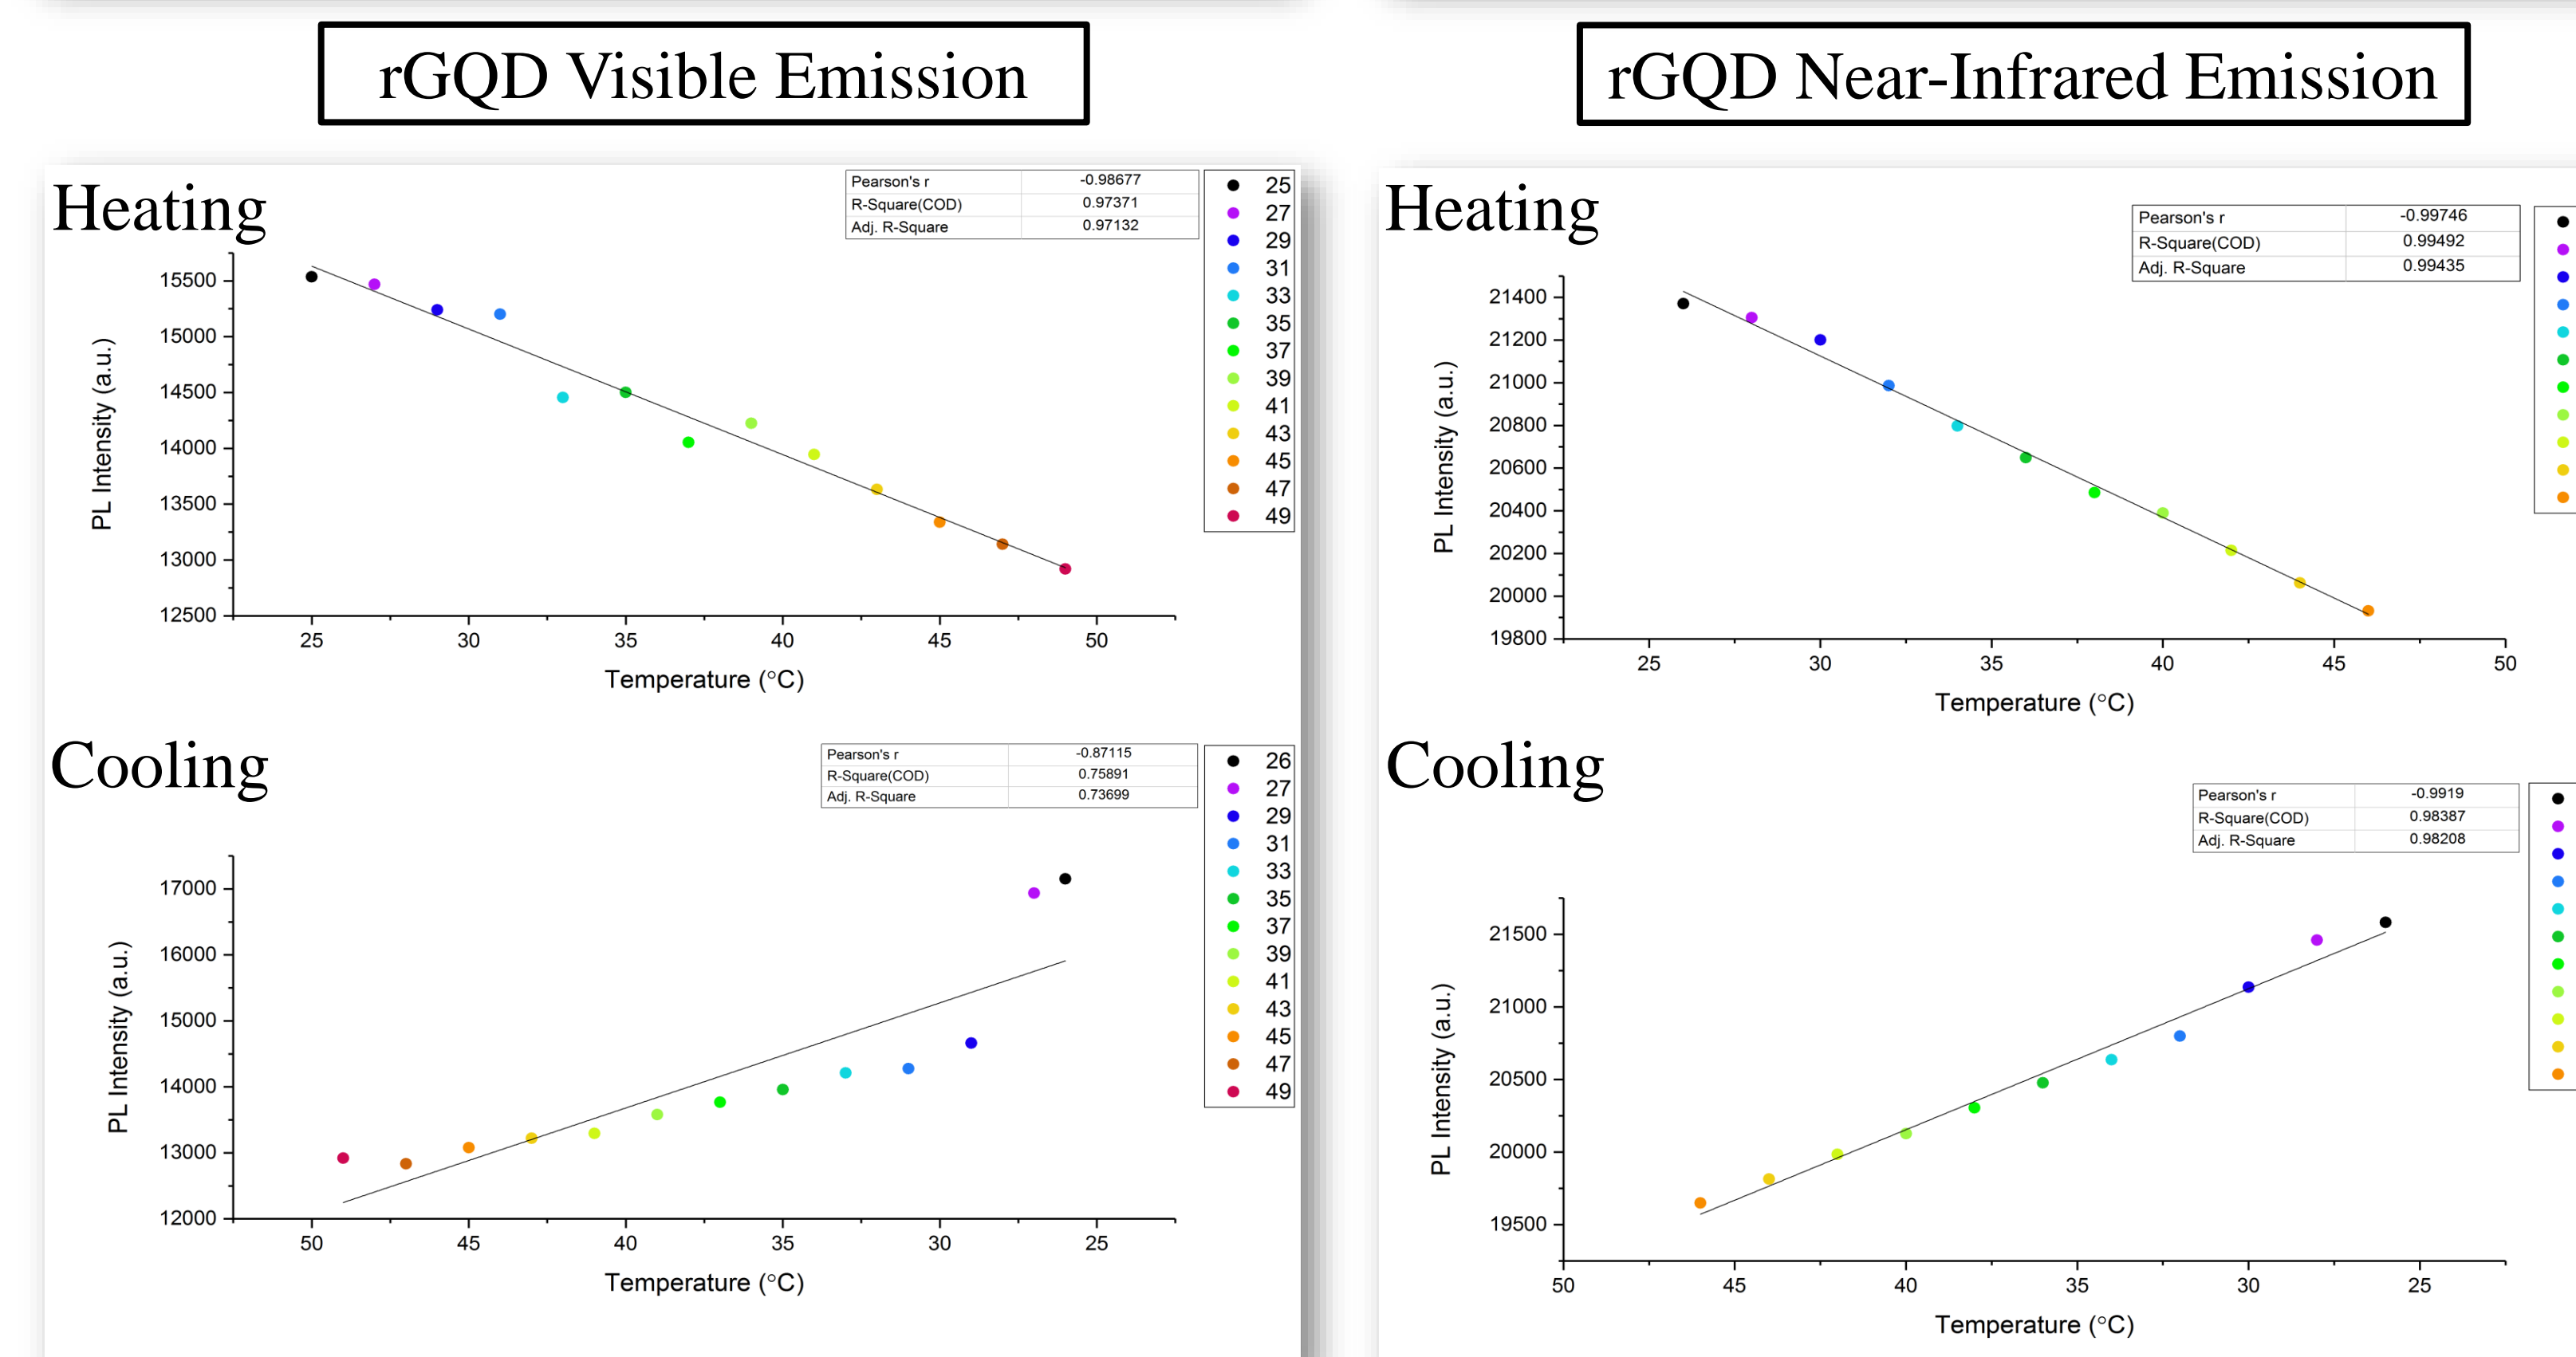 rGQD Visible Emission
Heating
Pearson's r -0.98677
R-Square(COD) 0.97371
Adj. R-Square 0.97132
25
27
29
31
33
35
37
39
41
43
45
47
49
PL Intensity (a.u.)
15500
15000
14500
14000
13500
13000
12500
25 30 35 40 45 50
Temperature (°C)
Cooling
Pearson's r -0.87115
R-Square(COD) 0.75891
Adj. R-Square 0.73699
26
27
29
31
33
35
37
39
41
43
45
47
49
PL Intensity (a.u.)
17000
16000
15000
14000
13000
12000
50 45 40 35 30 25
Temperature (°C)
rGQD Near-Infrared Emission
Heating
Pearson's r -0.99746
R-Square(COD) 0.99492
Adj. R-Square 0.99435
PL Intensity (a.u.)
21400
21200
21000
20800
20600
20400
20200
20000
19800
25 30 35 40 45 50
Temperature (°C)
Cooling
Pearson's r -0.9919
R-Square(COD) 0.98387
Adj. R-Square 0.98208
PL Intensity (a.u.)
21500
21000
20500
20000
19500
50 45 40 35 30 25
Temperature (°C)